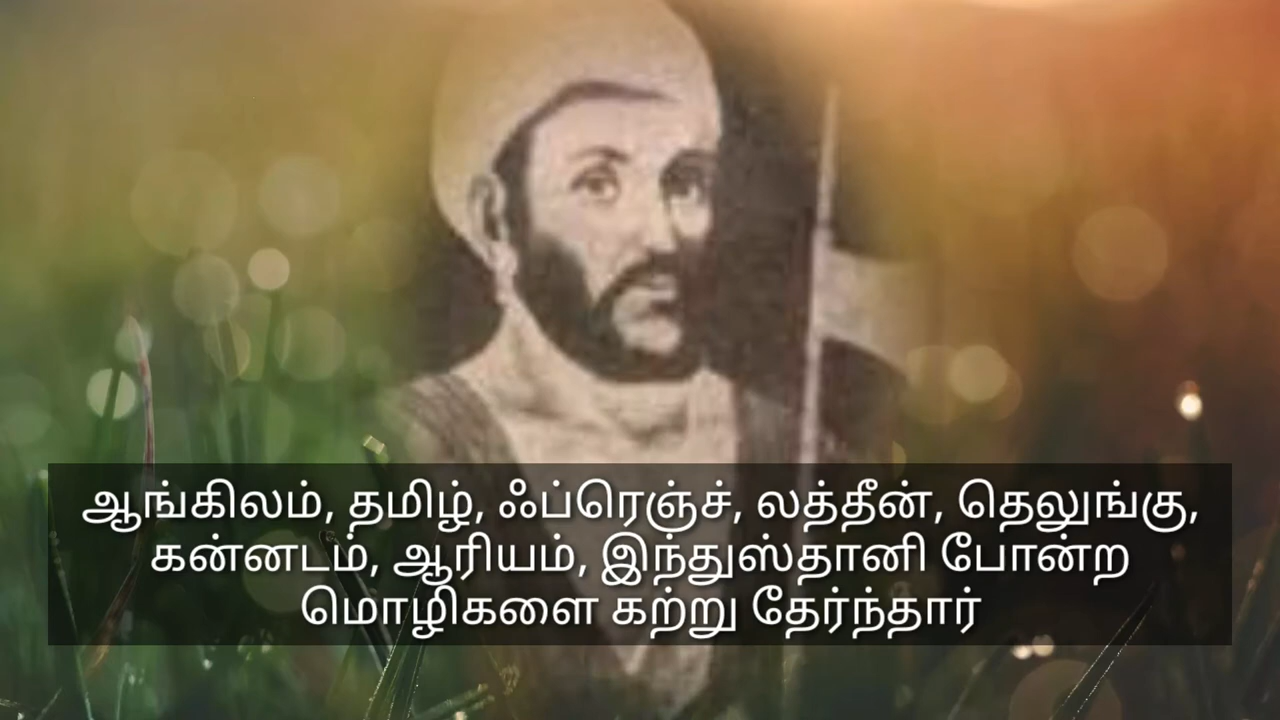 ஆங்கிலம், தமிழ், ஃப்ரெஞ்ச், லத்தீன், தெலுங்கு,
கன்னடம், ஆரியம், இந்துஸ்தானி போன்ற
மொழிகளை கற்று தேர்ந்தார்